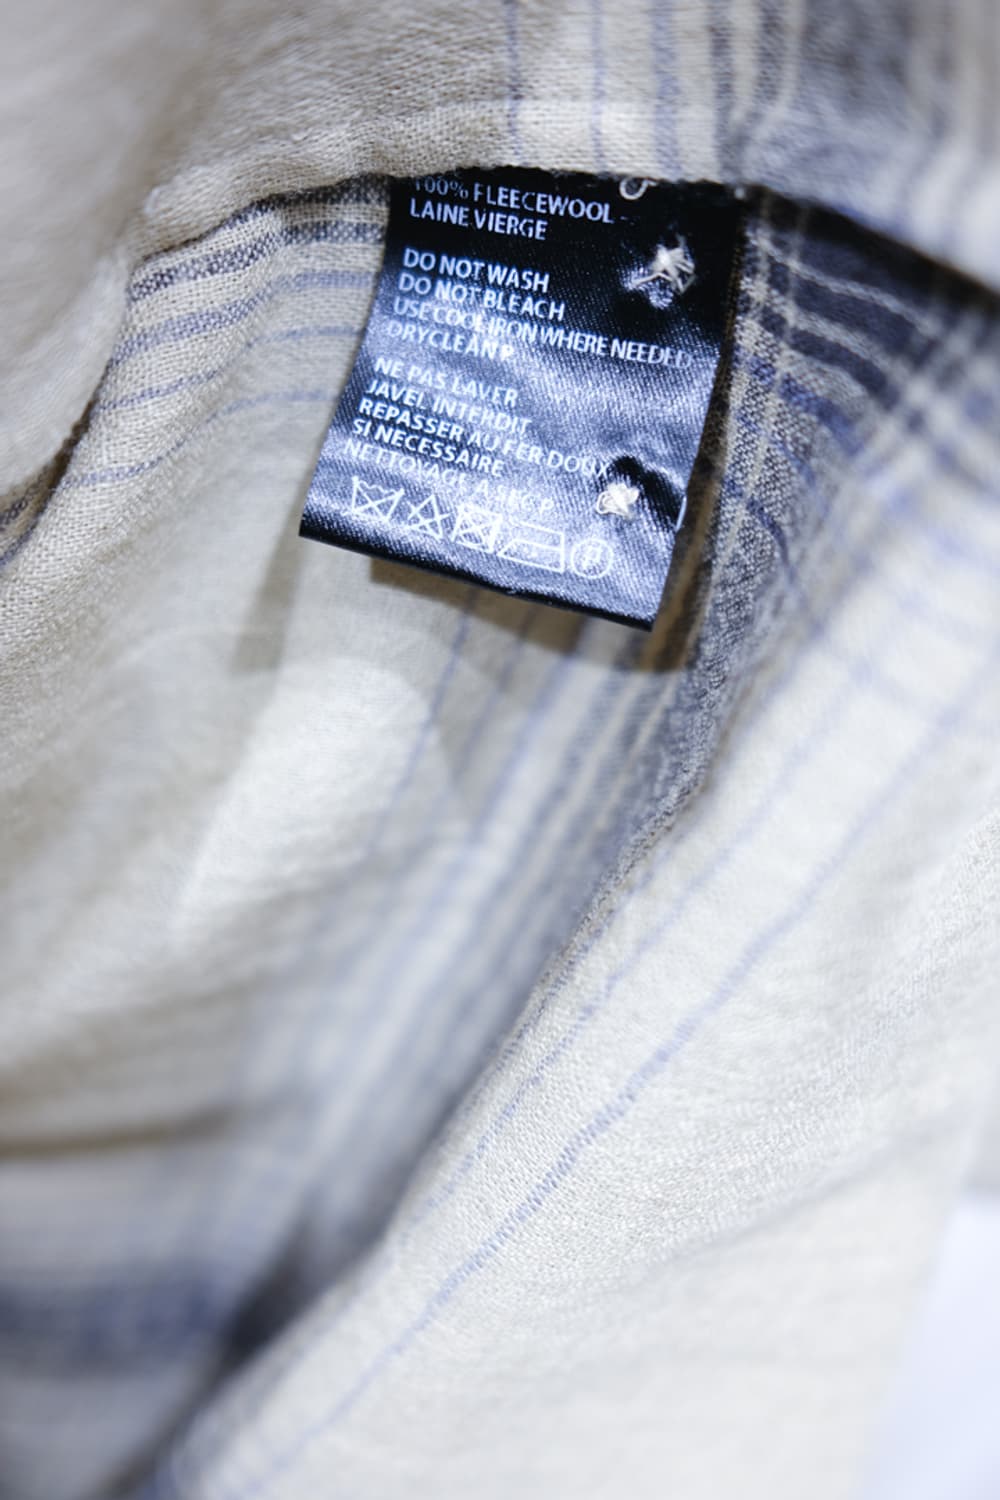 100% FLEECEWOOL
LAINE VIERGE
DO NOT WASH
DO NOT BLEACH
USE COOL IRON WHERE NEEDED
DRYCLEAN P
NE PAS LAVER
JAVEL INTERDIT
REPASSER AU FER DOUX
SI NECESSAIRE
NETTOYAGE A SEC P